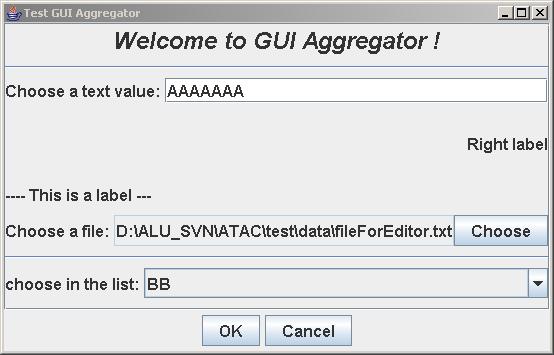 Test GUI Aggregator
Welcome to GUI Aggregator !
Choose a text value: AAAAAAA
Right label
---- This is a label ---
Choose a file: D:\ALU_SVN\ATAC\test\data\fileForEditor.txt Choose
choose in the list: BB
OK Cancel